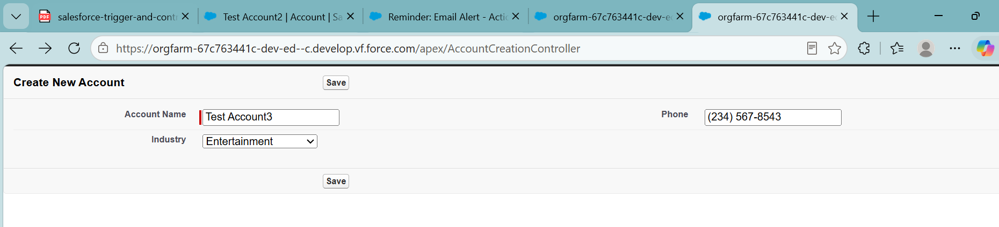 salesforce-trigger-and-cont
Test Account2 | Account | Sa
Reminder: Email Alert - Actic
orgfarm-67c763441c-dev-e
orgfarm-67c763441c-dev-e
https://orgfarm-67c763441c-dev-ed--c.develop.vf.force.com/apex/AccountCreationController
Create New Account Save
Account Name Test Account3 Phone (234) 567-8543
Industry Entertainment
Save